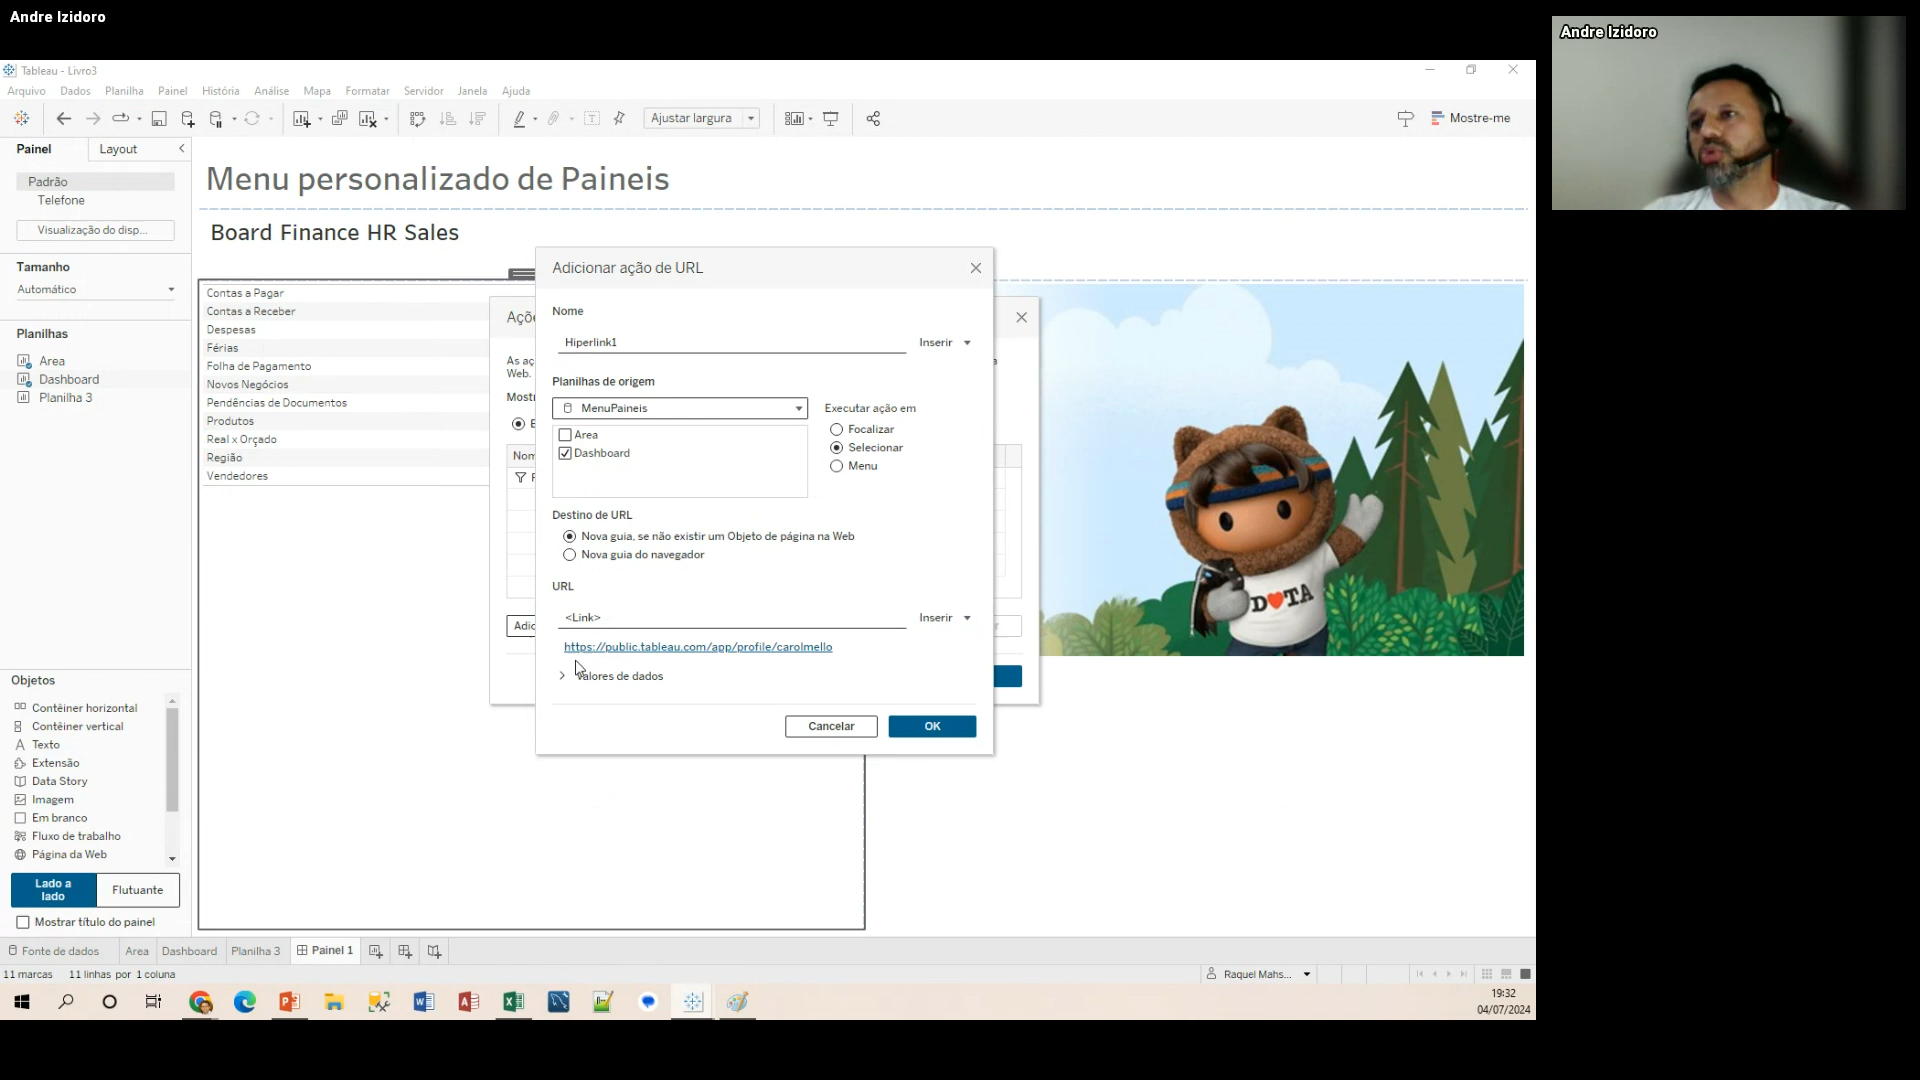 Andre Izidoro
Andre Izidoro
Tableau - Livro3
Arquivo Dados Planilha Painel História Análise Mapa Formatar Servidor Janela Ajuda
Ajustar largura
Mostre-me
Painel Layout
Padrão
Telefone
Visualização do disp...
Tamanho
Automático
Planilhas
Area
Dashboard
Planilha 3
Objetos
Contêiner horizontal
Contêiner vertical
Texto
Extensão
Data Story
Imagem
Em branco
Fluxo de trabalho
Página da Web
Lado a lado
Flutuante
Mostrar título do painel
Menu personalizado de Paineis
Board Finance HR Sales
Contas a Pagar
Contas a Receber
Despesas
Férias
Folha de Pagamento
Novos Negócios
Pendências de Documentos
Produtos
Real x Orçado
Região
Vendedores
Adicionar ação de URL
Nome
Hiperlink1
Inserir
Planilhas de origem
MenuPaineis
Area
Dashboard
Executar ação em
Focalizar
Selecionar
Menu
Destino de URL
Nova guia, se não existir um Objeto de página na Web
Nova guia do navegador
URL
<Link>
Inserir
https://public.tableau.com/app/profile/carolmello
Valores de dados
Cancelar
OK
As aç
Web.
D♥TA
Fonte de dados Area Dashboard Planilha 3 Painel 1
11 marcas 11 linhas por 1 coluna
Raquel Mahs...
19:32
04/07/2024